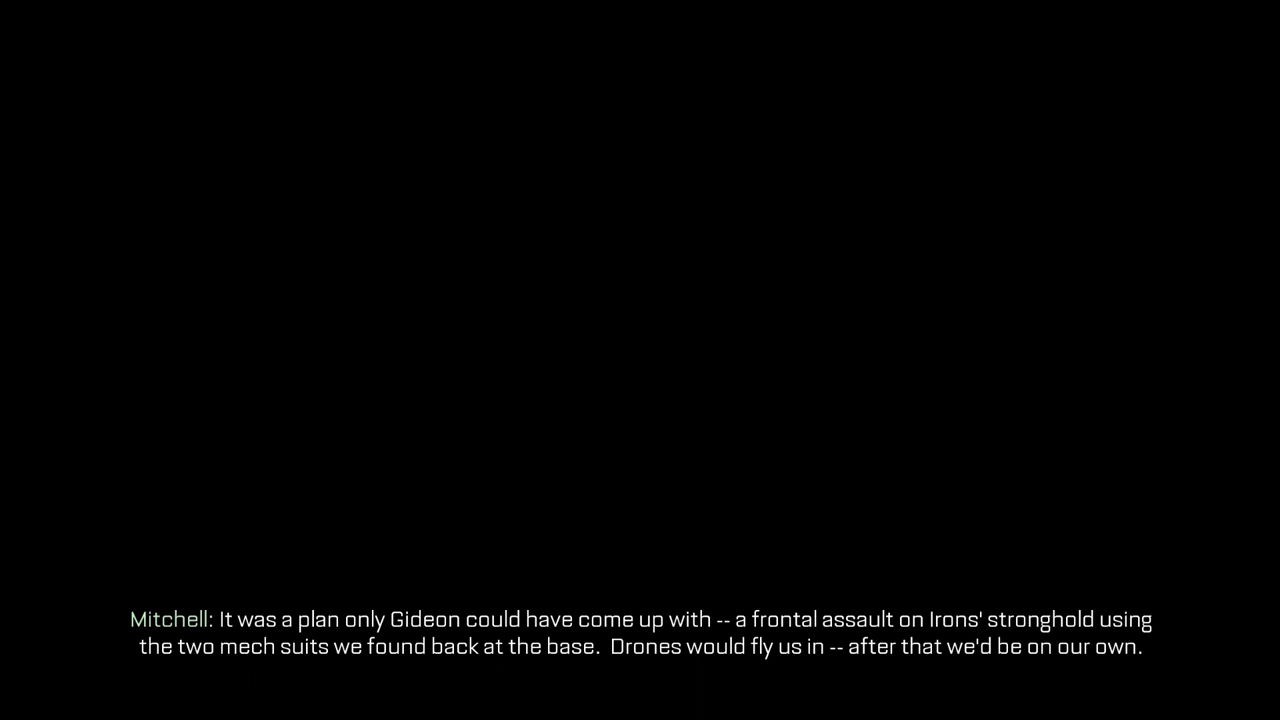 Mitchell: It was a plan only Gideon could have come up with -- a frontal assault on Irons' stronghold using
the two mech suits we found back at the base.  Drones would fly us in -- after that we'd be on our own.